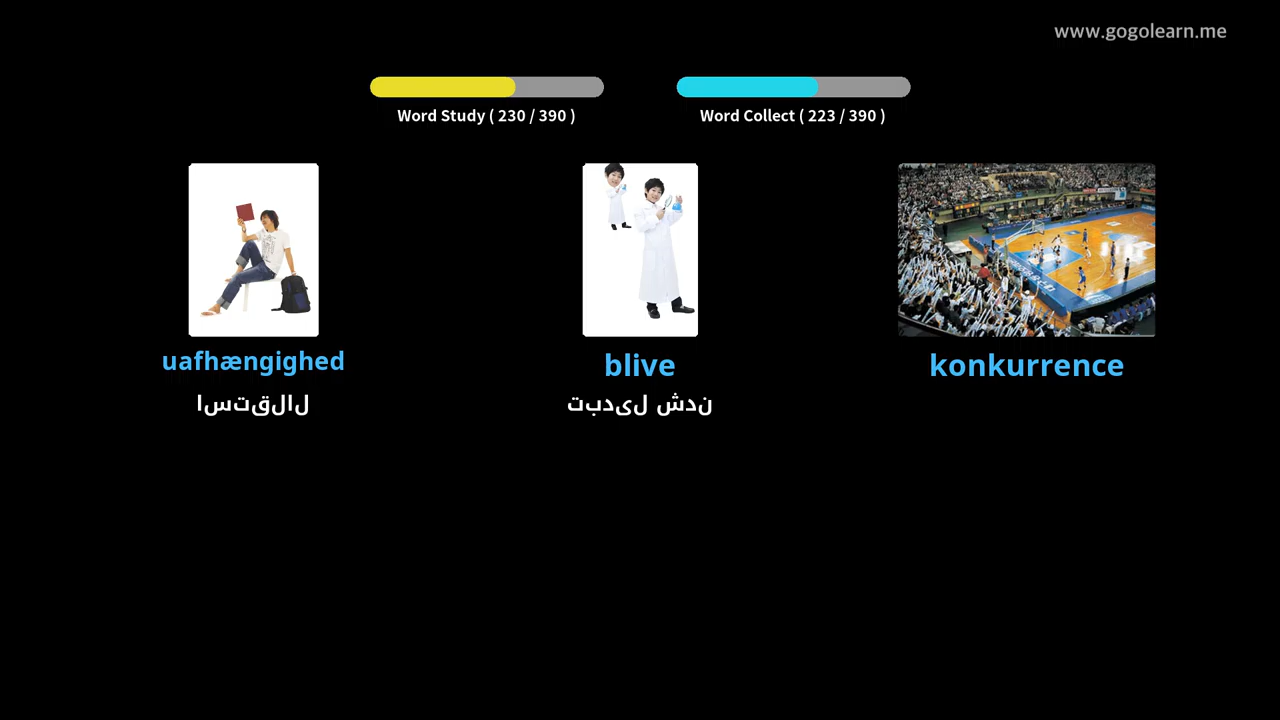 www.gogolearn.me
Word Study ( 230 / 390 )
Word Collect ( 223 / 390 )
uafhængighed
استقلال
blive
تبدیل شدن
konkurrence